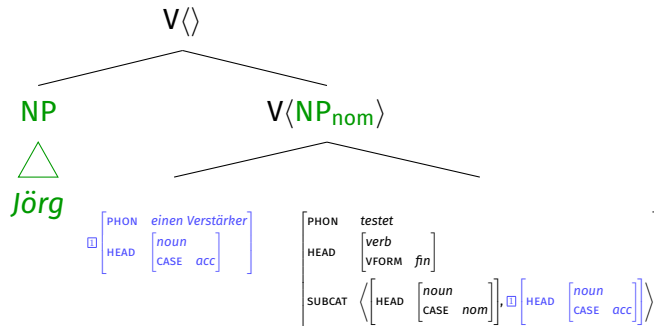 V⟨⟩
NP V⟨NP_nom⟩
Jörg
PHON einen Verstärker PHON testet
1 HEAD [noun CASE acc] HEAD [verb VFORM fin]
SUBCAT ⟨[HEAD [noun CASE nom]], 1 [HEAD [noun CASE acc]]⟩